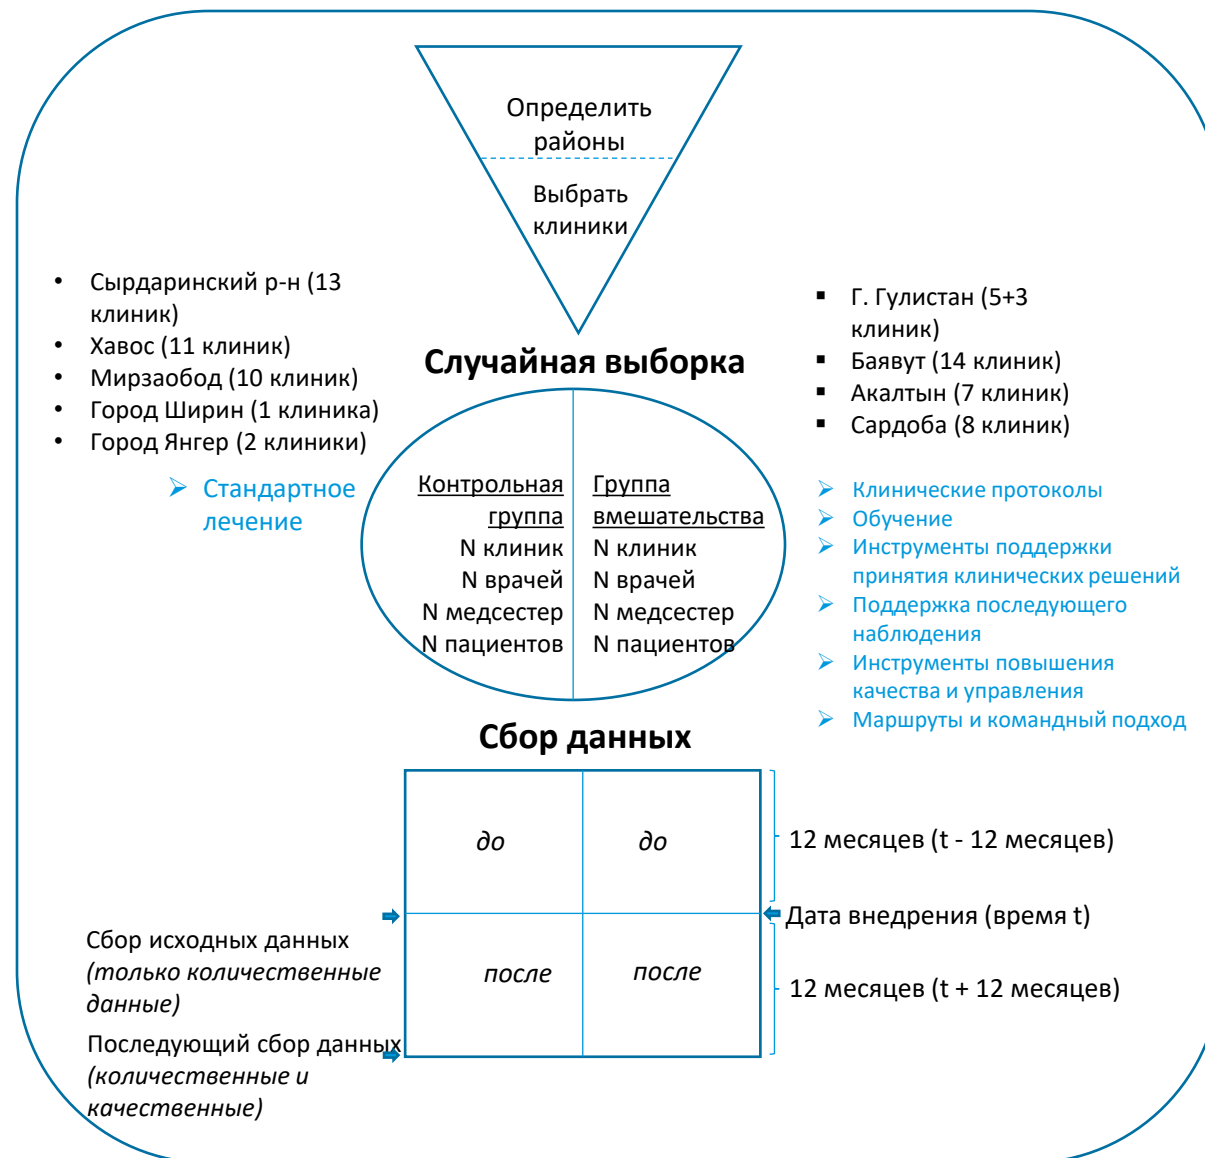 Определить
районы
Выбрать
клиники
• Сырдаринский р-н (13
клиник)
• Хавос (11 клиник)
• Мирзаобод (10 клиник)
• Город Ширин (1 клиника)
• Город Янгер (2 клиники)
➢ Стандартное
лечение
▪ Г. Гулистан (5+3
клиник)
▪ Баявут (14 клиник)
▪ Акалтын (7 клиник)
▪ Сардоба (8 клиник)
Случайная выборка
Контрольная
группа
N клиник
N врачей
N медсестер
N пациентов
Группа
вмешательства
N клиник
N врачей
N медсестер
N пациентов
➢ Клинические протоколы
➢ Обучение
➢ Инструменты поддержки
принятия клинических решений
➢ Поддержка последующего
наблюдения
➢ Инструменты повышения
качества и управления
➢ Маршруты и командный подход
Сбор данных
до
до
12 месяцев (t - 12 месяцев)
Дата внедрения (время t)
Сбор исходных данных
(только количественные
данные)
после
после
12 месяцев (t + 12 месяцев)
Последующий сбор данных
(количественные и
качественные)